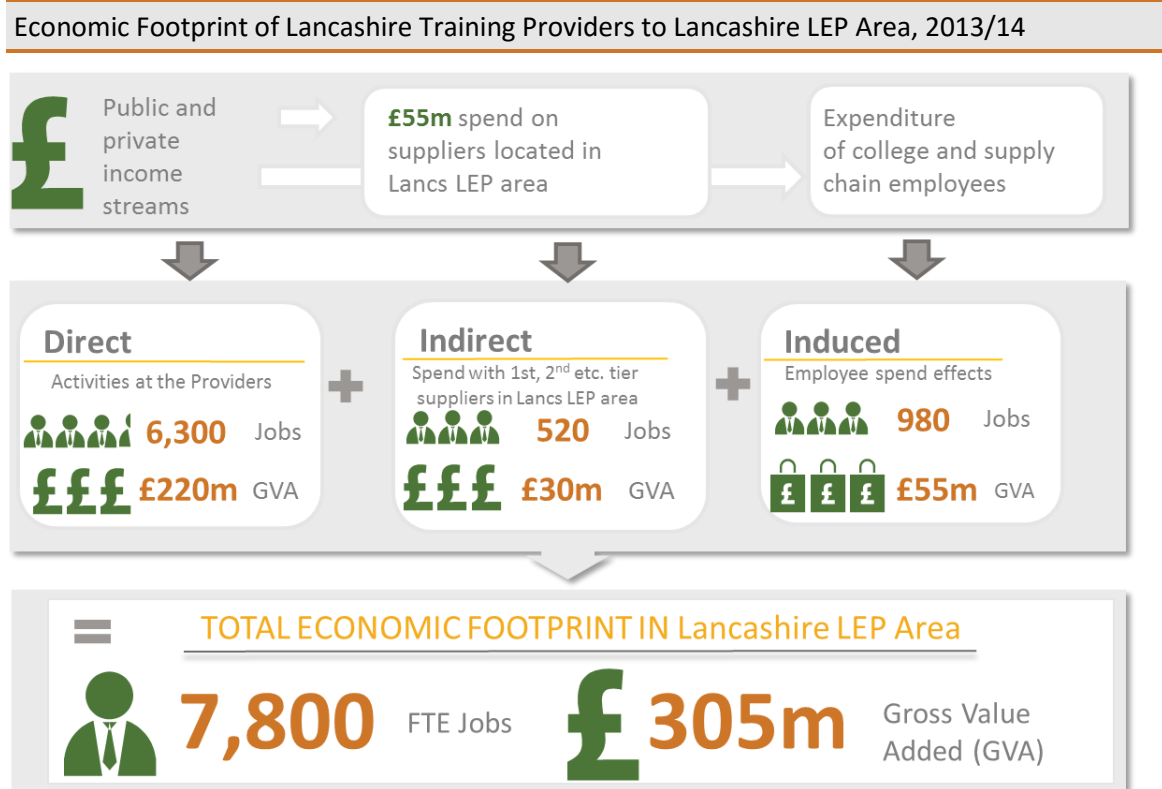 Economic Footprint of Lancashire Training Providers to Lancashire LEP Area, 2013/14
£
Public and
private
income
streams
£55m spend on
suppliers located in
Lancs LEP area
Expenditure
of college and supply
chain employees
Direct
Activities at the Providers
6,300 Jobs
£££ £220m GVA
+
Indirect
Spend with 1st, 2nd etc. tier
suppliers in Lancs LEP area
520 Jobs
£££ £30m GVA
+
Induced
Employee spend effects
980 Jobs
£ £ £ £55m GVA
=
TOTAL ECONOMIC FOOTPRINT IN Lancashire LEP Area
7,800 FTE Jobs
£305m Gross Value
Added (GVA)